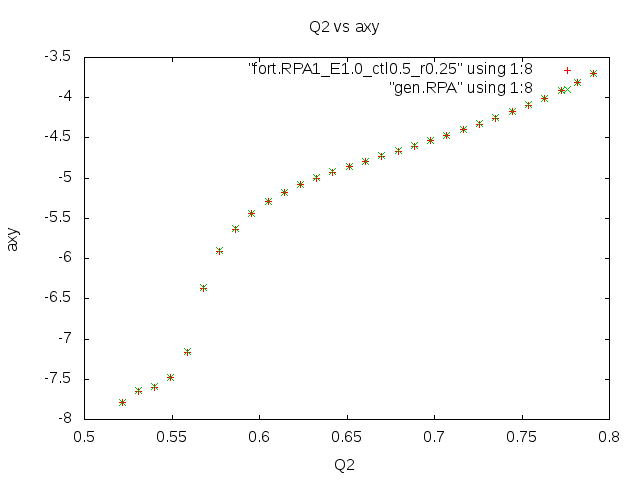 Q2 vs axy
"fort.RPA1_E1.0_ctl0.5_r0.25" using 1:8
"gen.RPA" using 1:8
-3.5
-4
-4.5
-5
-5.5
-6
-6.5
-7
-7.5
-8
axy
0.5 0.55 0.6 0.65 0.7 0.75 0.8
Q2